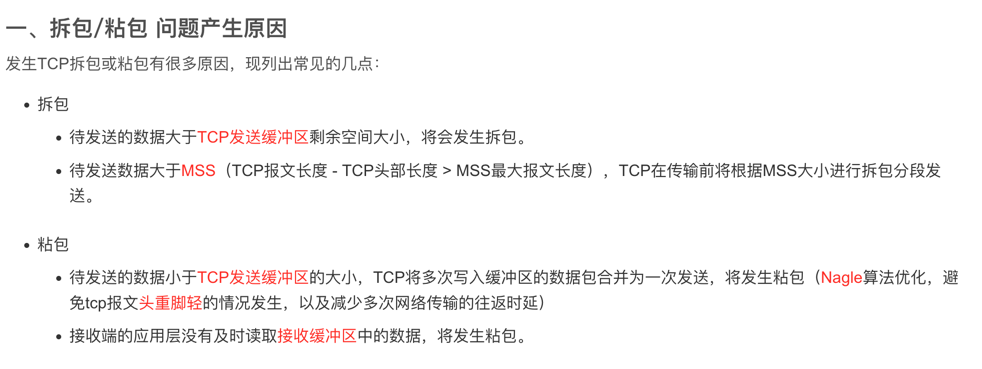 一、拆包/粘包 问题产生原因
发生TCP拆包或粘包有很多原因，现列出常见的几点：
• 拆包
• 待发送的数据大于TCP发送缓冲区剩余空间大小，将会发生拆包。
• 待发送数据大于MSS（TCP报文长度 - TCP头部长度 > MSS最大报文长度），TCP在传输前将根据MSS大小进行拆包分段发
送。
• 粘包
• 待发送的数据小于TCP发送缓冲区的大小，TCP将多次写入缓冲区的数据包合并为一次发送，将发生粘包（Nagle算法优化，避
免tcp报文头重脚轻的情况发生，以及减少多次网络传输的往返时延）
• 接收端的应用层没有及时读取接收缓冲区中的数据，将发生粘包。